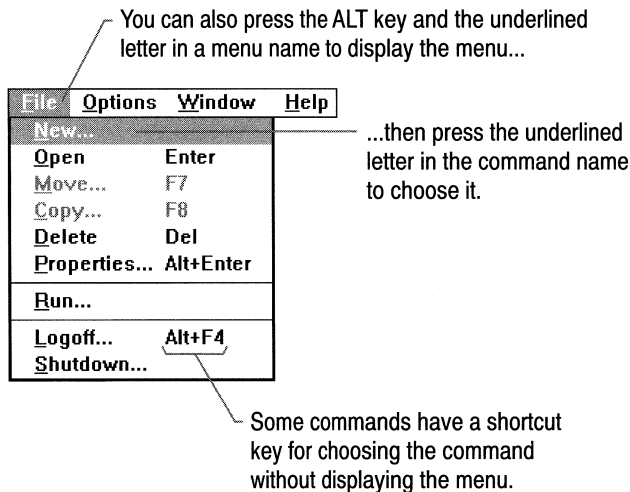 You can also press the ALT key and the underlined
letter in a menu name to display the menu...
File Options Window Help
New...
...then press the underlined
letter in the command name
to choose it.
Open Enter
Move... F7
Copy... F8
Delete Del
Properties... Alt+Enter
Run...
Logoff... Alt+F4
Shutdown...
Some commands have a shortcut
key for choosing the command
without displaying the menu.